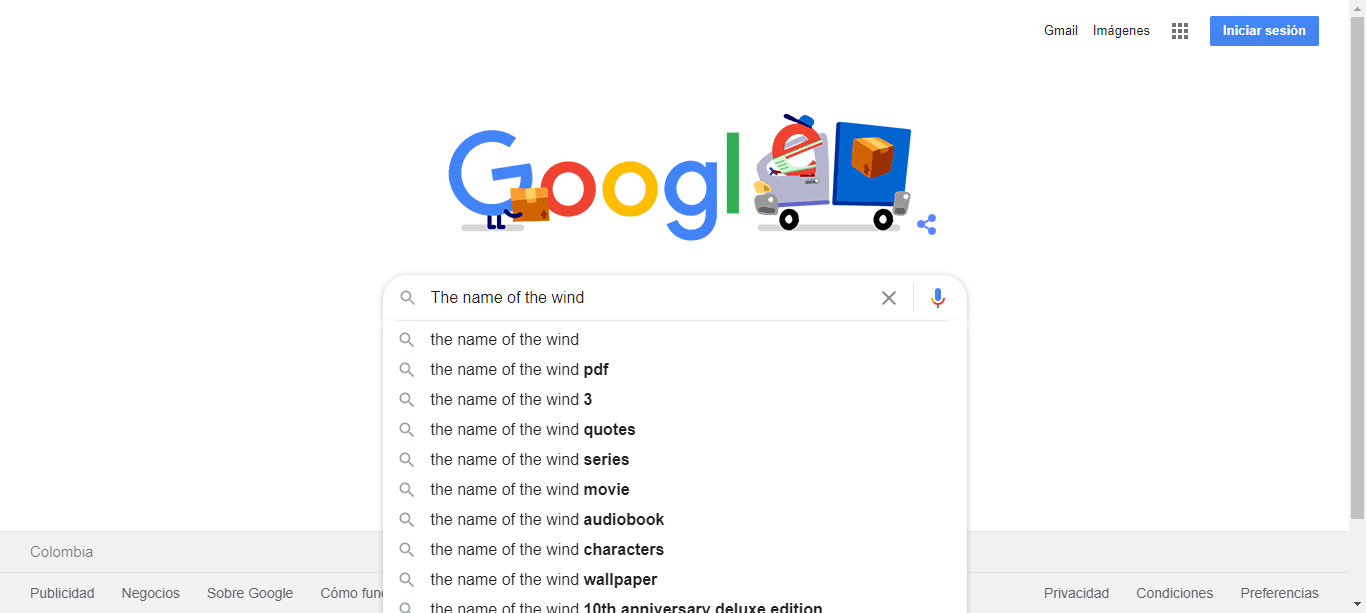 Gmail Imágenes Iniciar sesión
Google
The name of the wind
the name of the wind
the name of the wind pdf
the name of the wind 3
the name of the wind quotes
the name of the wind series
the name of the wind movie
the name of the wind audiobook
the name of the wind characters
the name of the wind wallpaper
the name of the wind 10th anniversary deluxe edition
Colombia
Publicidad Negocios Sobre Google Cómo fun
Privacidad Condiciones Preferencias